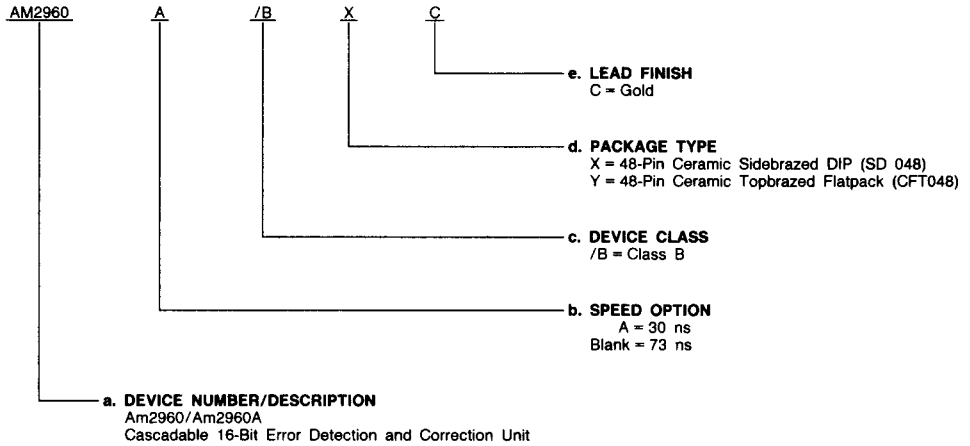 AM2960 A /B X C
e. LEAD FINISH
C = Gold
d. PACKAGE TYPE
X = 48-Pin Ceramic Sidebrazed DIP (SD 048)
Y = 48-Pin Ceramic Topbrazed Flatpack (CFT048)
c. DEVICE CLASS
/B = Class B
b. SPEED OPTION
A = 30 ns
Blank = 73 ns
a. DEVICE NUMBER/DESCRIPTION
Am2960/Am2960A
Cascadable 16-Bit Error Detection and Correction Unit